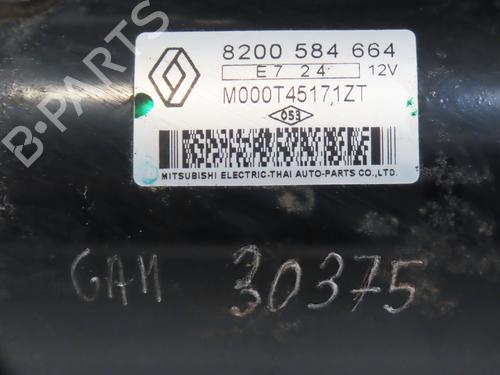 8200 584 664
E7 24 12V
M000T45171ZT
053
MITSUBISHI ELECTRIC-THAI AUTO-PARTS CO.,LTD.
GAM 30375
B-PARTS